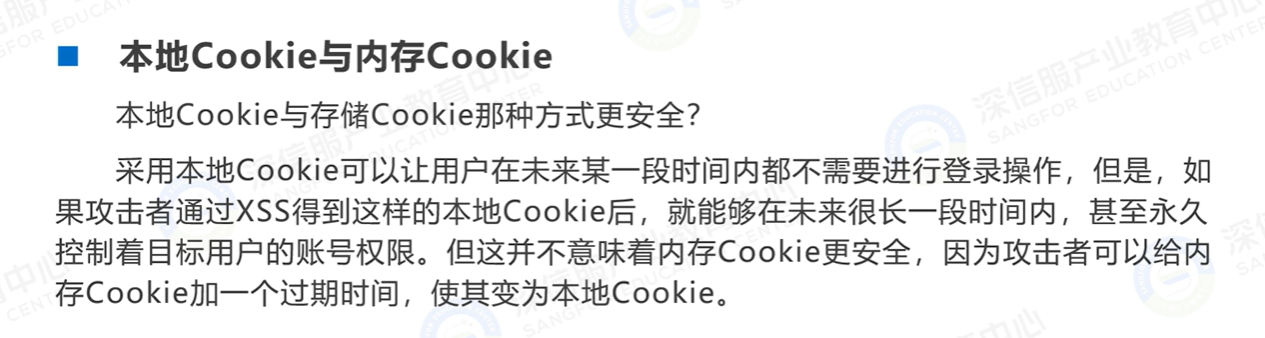 本地Cookie与内存Cookie
本地Cookie与存储Cookie那种方式更安全？
采用本地Cookie可以让用户在未来某一段时间内都不需要进行登录操作，但是，如
果攻击者通过XSS得到这样的本地Cookie后，就能够在未来很长一段时间内，甚至永久
控制着目标用户的账号权限。但这并不意味着内存Cookie更安全，因为攻击者可以给内
存Cookie加一个过期时间，使其变为本地Cookie。
深信服产业教育中心
SANGFOR EDUCATION CENTER